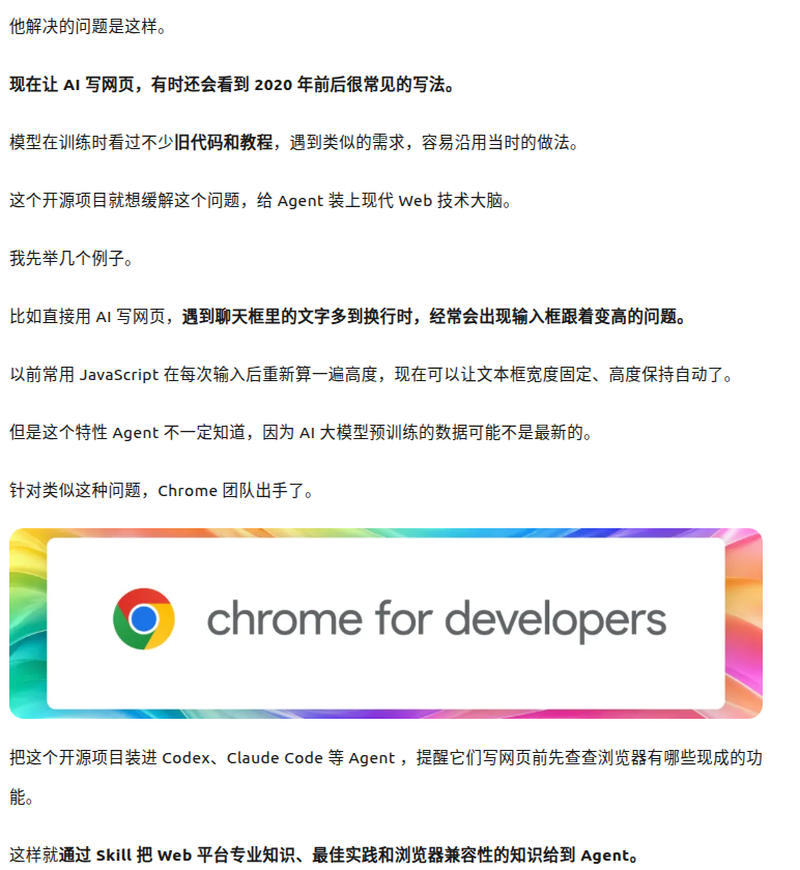 他解决的问题是这样。
现在让 AI 写网页，有时还会看到 2020 年前后很常见的写法。
模型在训练时看过不少旧代码和教程，遇到类似的需求，容易沿用当时的做法。
这个开源项目就想缓解这个问题，给 Agent 装上现代 Web 技术大脑。
我先举几个例子。
比如直接用 AI 写网页，遇到聊天框里的文字多到换行时，经常会出现输入框跟着变高的问题。
以前常用 JavaScript 在每次输入后重新算一遍高度，现在可以让文本框宽度固定、高度保持自动了。
但是这个特性 Agent 不一定知道，因为 AI 大模型预训练的数据可能不是最新的。
针对类似这种问题，Chrome 团队出手了。
chrome for developers
把这个开源项目装进 Codex、Claude Code 等 Agent ，提醒它们写网页前先查查浏览器有哪些现成的功
能。
这样就通过 Skill 把 Web 平台专业知识、最佳实践和浏览器兼容性的知识给到 Agent。